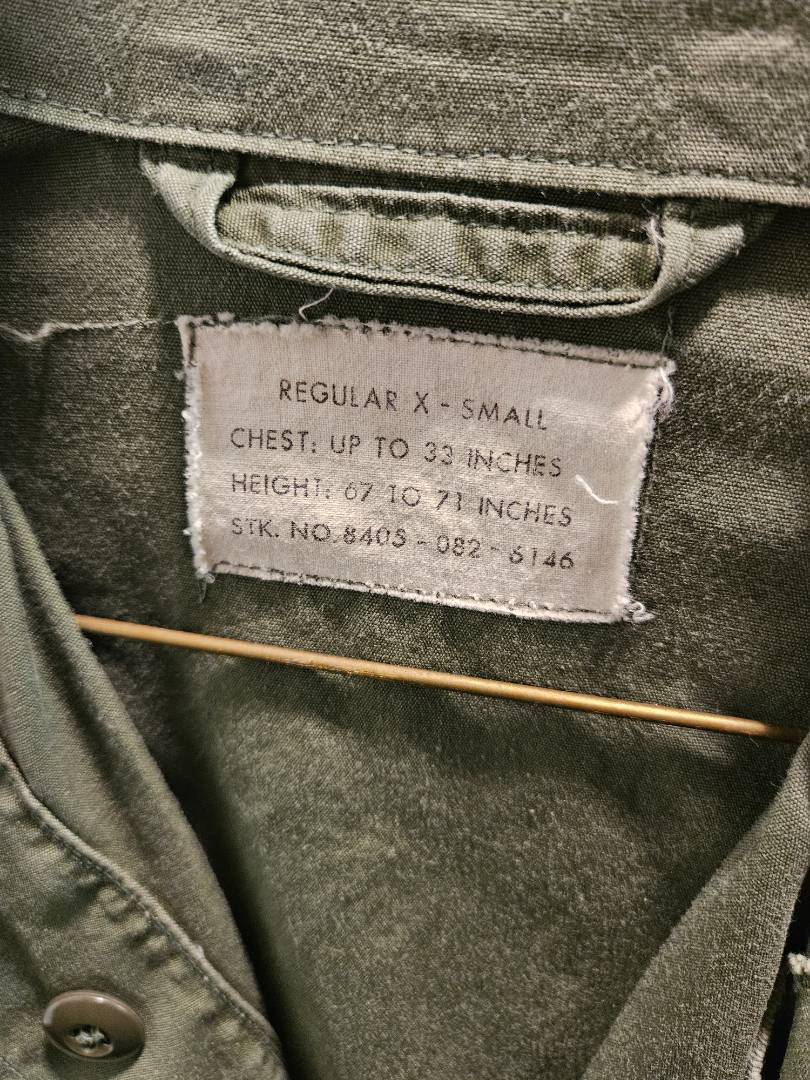 REGULAR X - SMALL
CHEST: UP TO 33 INCHES
HEIGHT: 67 TO 71 INCHES
STK. NO. 8405 - 082 - 6146